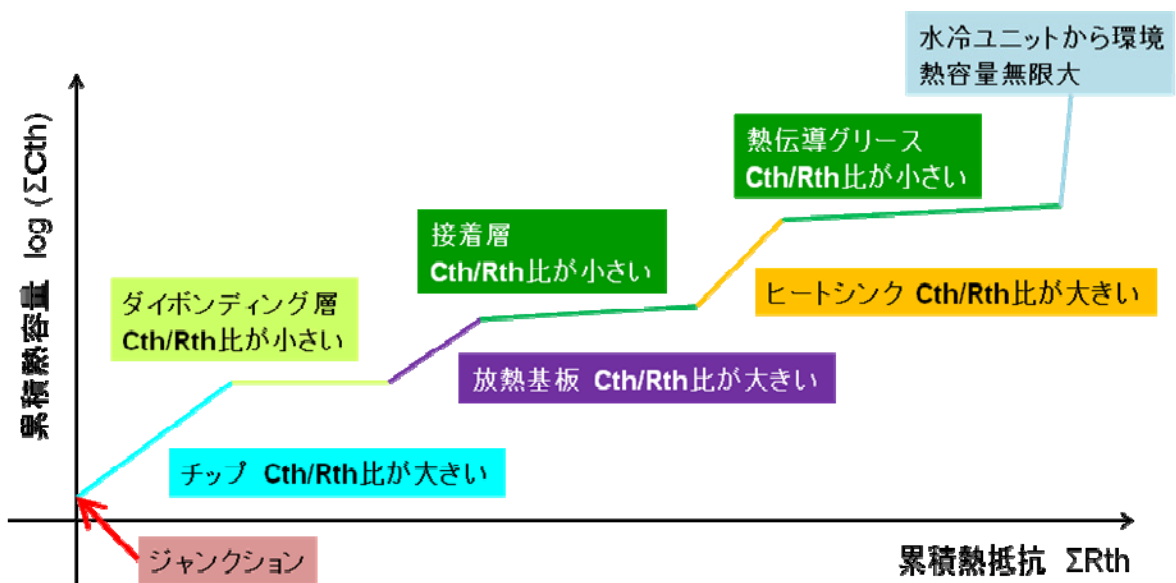 水冷ユニットから環境
熱容量無限大
熱伝導グリース
Cth/Rth比が小さい
接着層
Cth/Rth比が小さい
ヒートシンク Cth/Rth比が大きい
ダイボンディング層
Cth/Rth比が小さい
放熱基板 Cth/Rth比が大きい
チップ Cth/Rth比が大きい
ジャンクション
累積熱容量 log (ΣCth)
累積熱抵抗 ΣRth